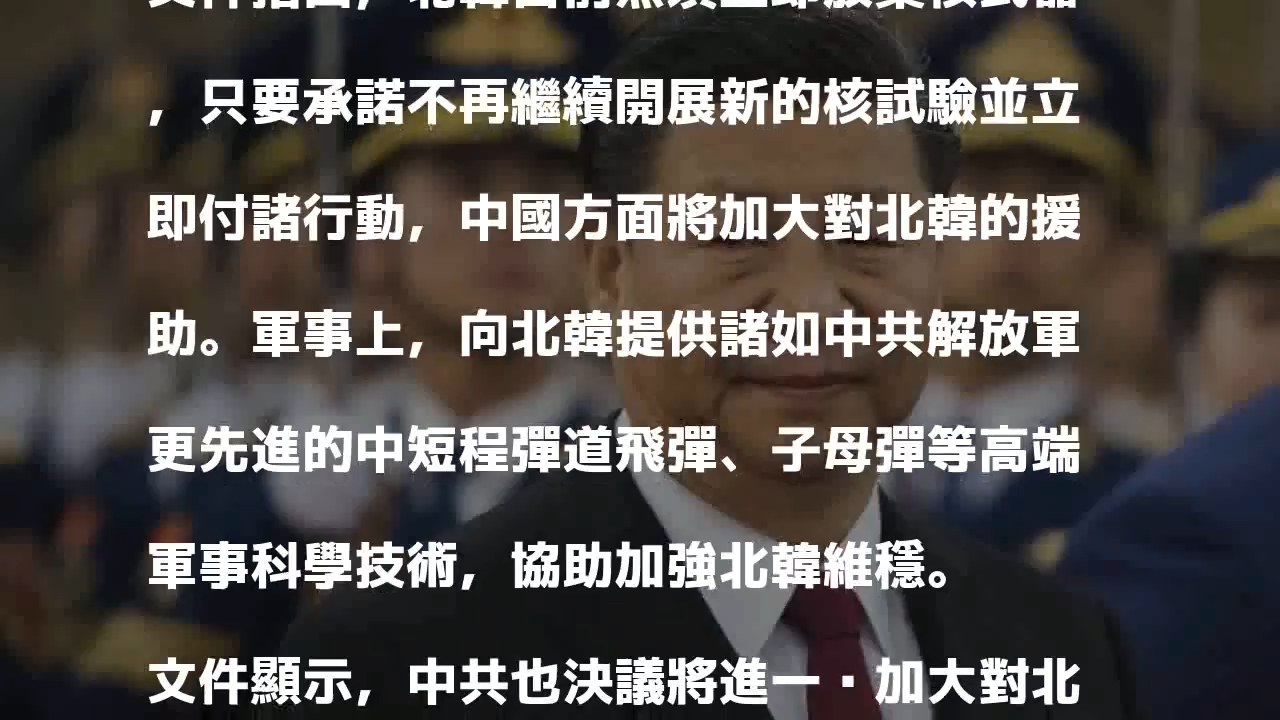 ，只要承諾不再繼續開展新的核試驗並立
即付諸行動，中國方面將加大對北韓的援
助。軍事上，向北韓提供諸如中共解放軍
更先進的中短程彈道飛彈、子母彈等高端
軍事科學技術，協助加強北韓維穩。
文件顯示，中共也決議將進一·加大對北